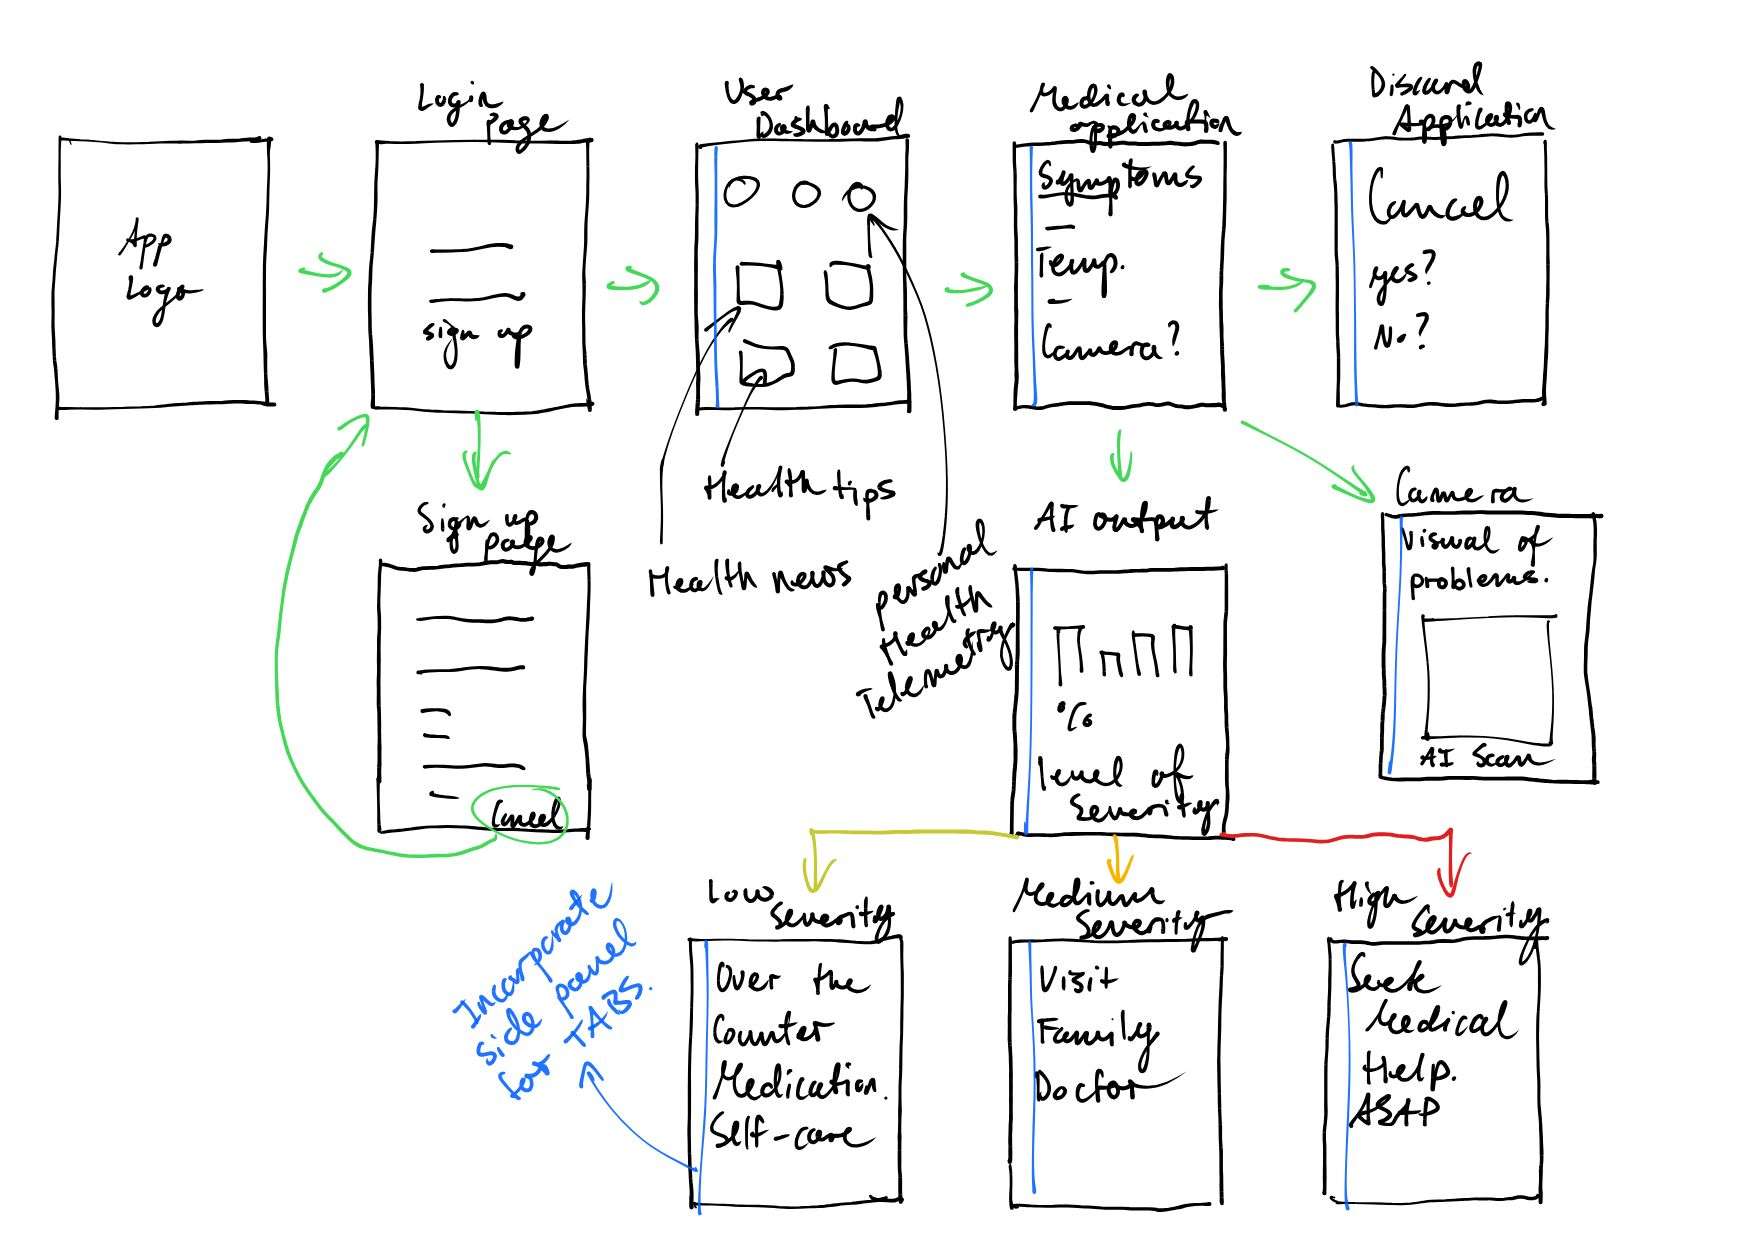 App
Logo
Login
page
sign up
User
Dashboard
Medical
application
Symptoms
Temp.
Camera?
Discard
Application
Cancel
yes?
No?
Sign up
page
Cancel
Health tips
Health news
personal
Health
Telemetry
AI output
%
level of
Severity
Camera
Visual of
problems.
AI Scan
Low
Severity
Over the
Counter
Medication.
Self-care
Medium
Severity
Visit
Family
Doctor
High
Severity
Seek
Medical
Help.
ASAP
Incorporate
side panel
for TABS.